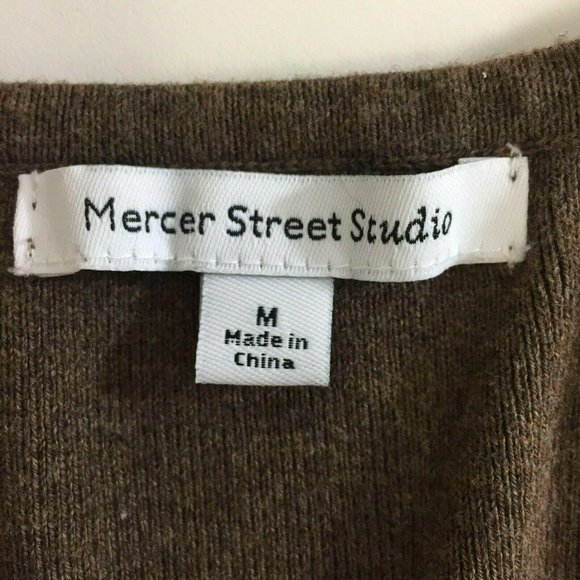 Mercer Street Studio
M
Made in
China